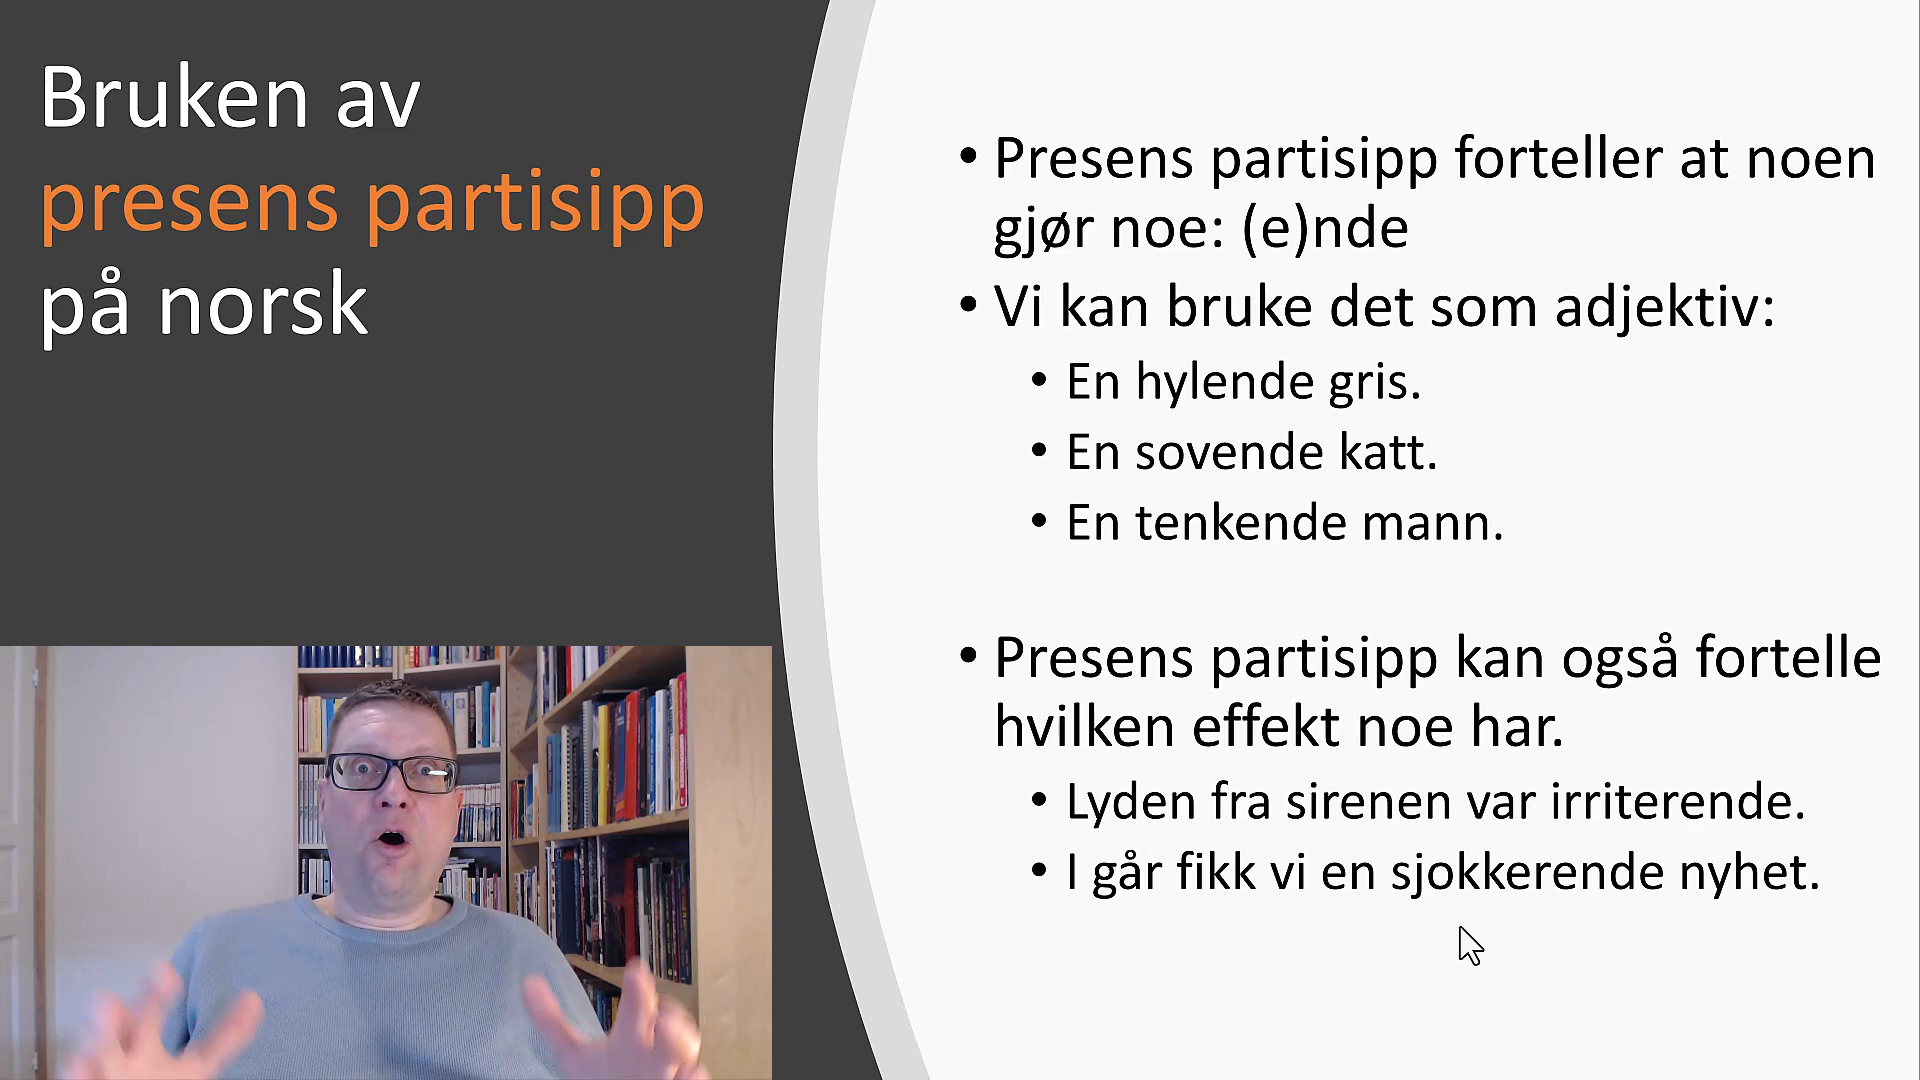 Bruken av
presens partisipp
på norsk
• Presens partisipp forteller at noen
gjør noe: (e)nde
• Vi kan bruke det som adjektiv:
• En hylende gris.
• En sovende katt.
• En tenkende mann.
• Presens partisipp kan også fortelle
hvilken effekt noe har.
• Lyden fra sirenen var irriterende.
• I går fikk vi en sjokkerende nyhet.